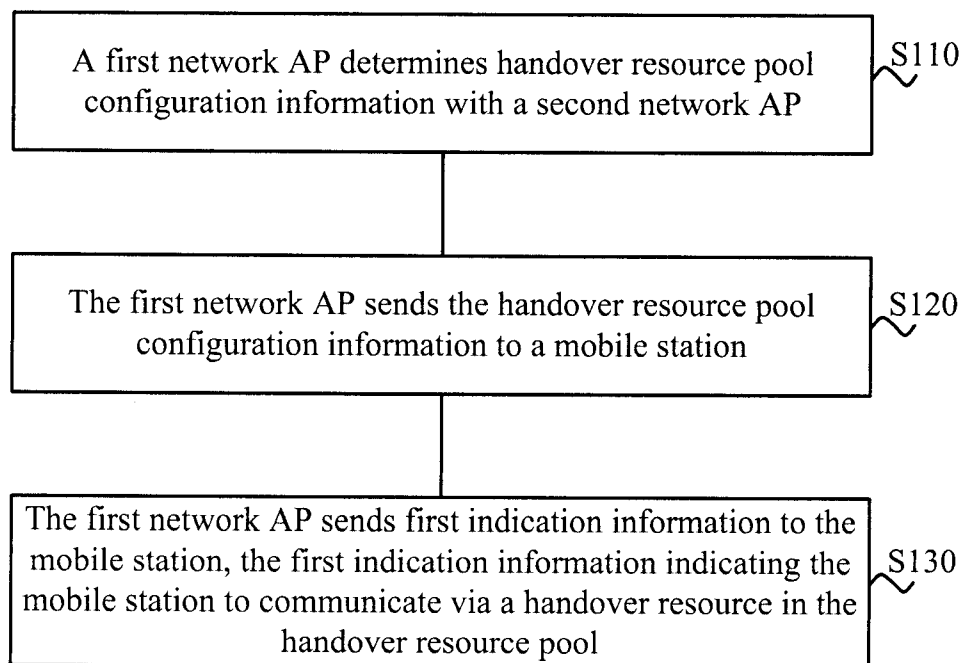 A first network AP determines handover resource pool
configuration information with a second network AP
S110
The first network AP sends the handover resource pool
configuration information to a mobile station
S120
The first network AP sends first indication information to the
mobile station, the first indication information indicating the
mobile station to communicate via a handover resource in the
handover resource pool
S130